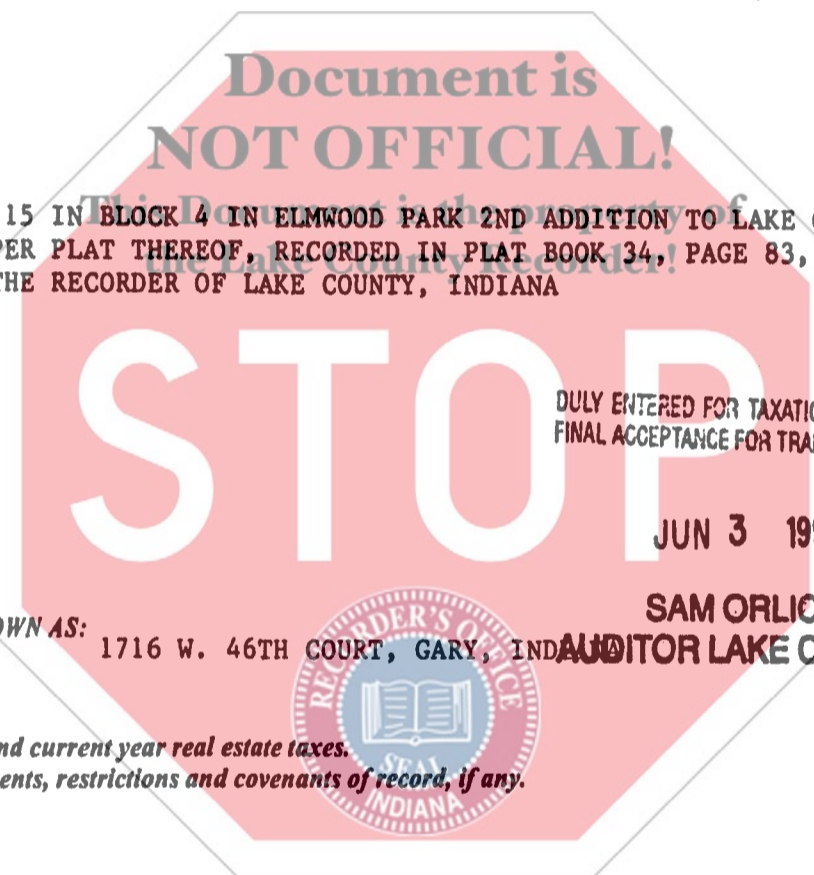 Document is
NOT OFFICIAL!
This Document is the property of
the Lake County Recorder!
15 IN BLOCK 4 IN ELMWOOD PARK 2ND ADDITION TO LAKE
PER PLAT THEREOF, RECORDED IN PLAT BOOK 34, PAGE 83,
THE RECORDER OF LAKE COUNTY, INDIANA
STOP
DULY ENTERED FOR TAXATIO
FINAL ACCEPTANCE FOR TRA
JUN 3 19
SAM ORLIC
AUDITOR LAKE C
OWN AS:
1716 W. 46TH COURT, GARY, INDIANA
RECORDER'S OFFICE
SEAL
INDIANA
nd current year real estate taxes.
ents, restrictions and covenants of record, if any.